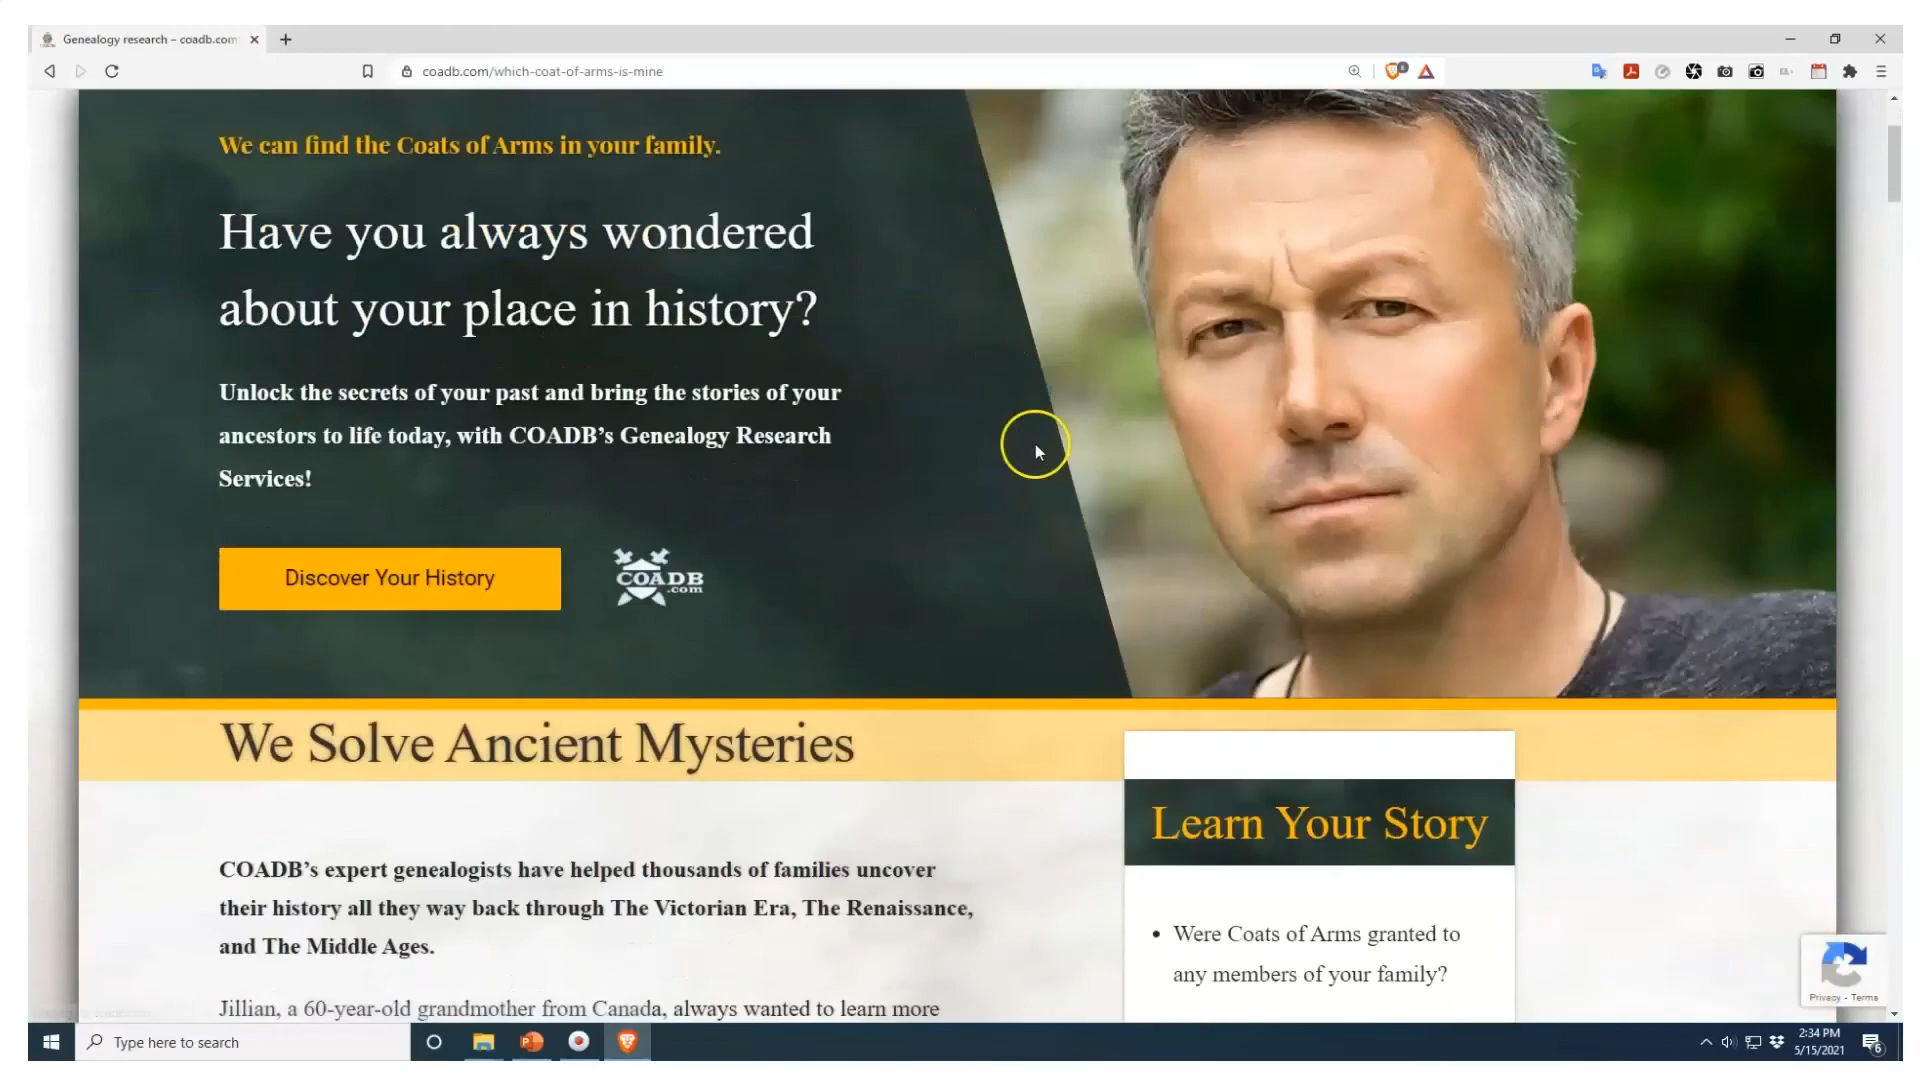 Genealogy research – coadb.com
coadb.com/which-coat-of-arms-is-mine
We can find the Coats of Arms in your family.
Have you always wondered
about your place in history?
Unlock the secrets of your past and bring the stories of your
ancestors to life today, with COADB's Genealogy Research
Services!
Discover Your History
COADB
.com
We Solve Ancient Mysteries
Learn Your Story
COADB's expert genealogists have helped thousands of families uncover
their history all they way back through The Victorian Era, The Renaissance,
and The Middle Ages.
Jillian, a 60-year-old grandmother from Canada, always wanted to learn more
• Were Coats of Arms granted to
any members of your family?
Privacy - Terms
Type here to search
2:34 PM
5/15/2021
6